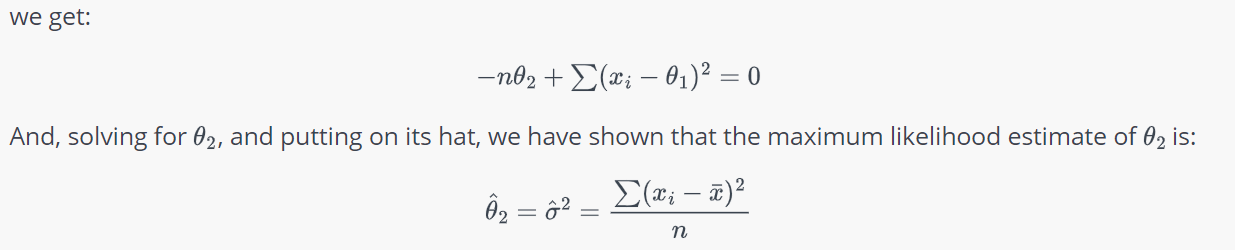 we get:
−nθ₂ + ∑(xᵢ − θ₁)² = 0
And, solving for θ₂, and putting on its hat, we have shown that the maximum likelihood estimate of θ₂ is:
θ̂₂ = σ̂² = ∑(xᵢ − x̄)² / n